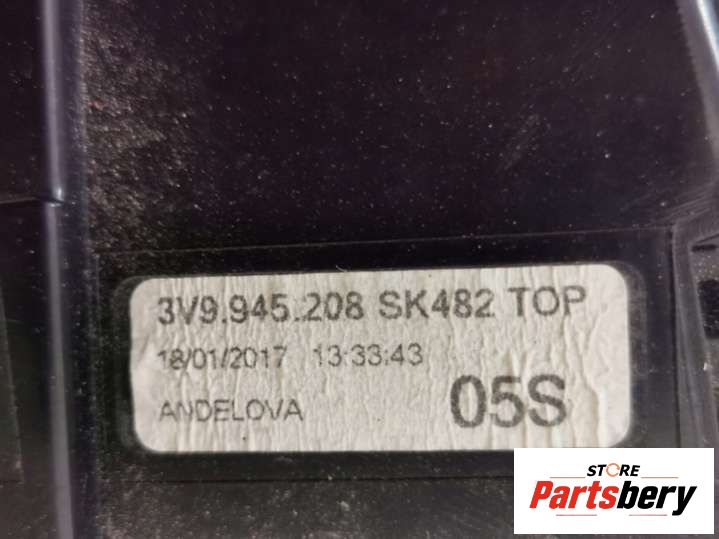 3V9.945.208 SK482 TOP
18/01/2017 13:33:43
ANDELOVA 05S
STORE
Partsbery